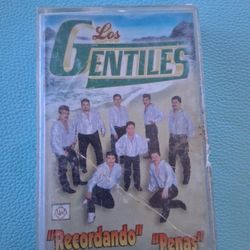 Los
GENTILES
"Recordando" "Penas"